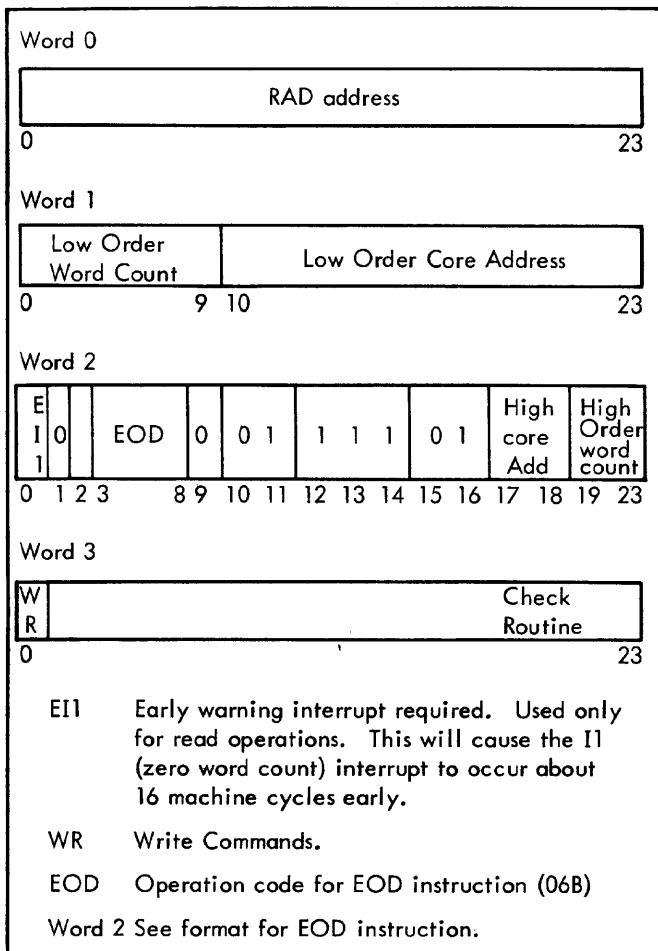 Word 0
RAD address
0 23
Word 1
Low Order
Word Count
Low Order Core Address
0 9 10 23
Word 2
E
I
1
0
EOD
0
0 1
1 1 1
0 1
High
core
Add
High
Order
word
count
0 1 2 3 8 9 10 11 12 13 14 15 16 17 18 19 23
Word 3
W
R
Check
Routine
0 23
EI1 Early warning interrupt required. Used only
for read operations. This will cause the I1
(zero word count) interrupt to occur about
16 machine cycles early.
WR Write Commands.
EOD Operation code for EOD instruction (06B)
Word 2 See format for EOD instruction.